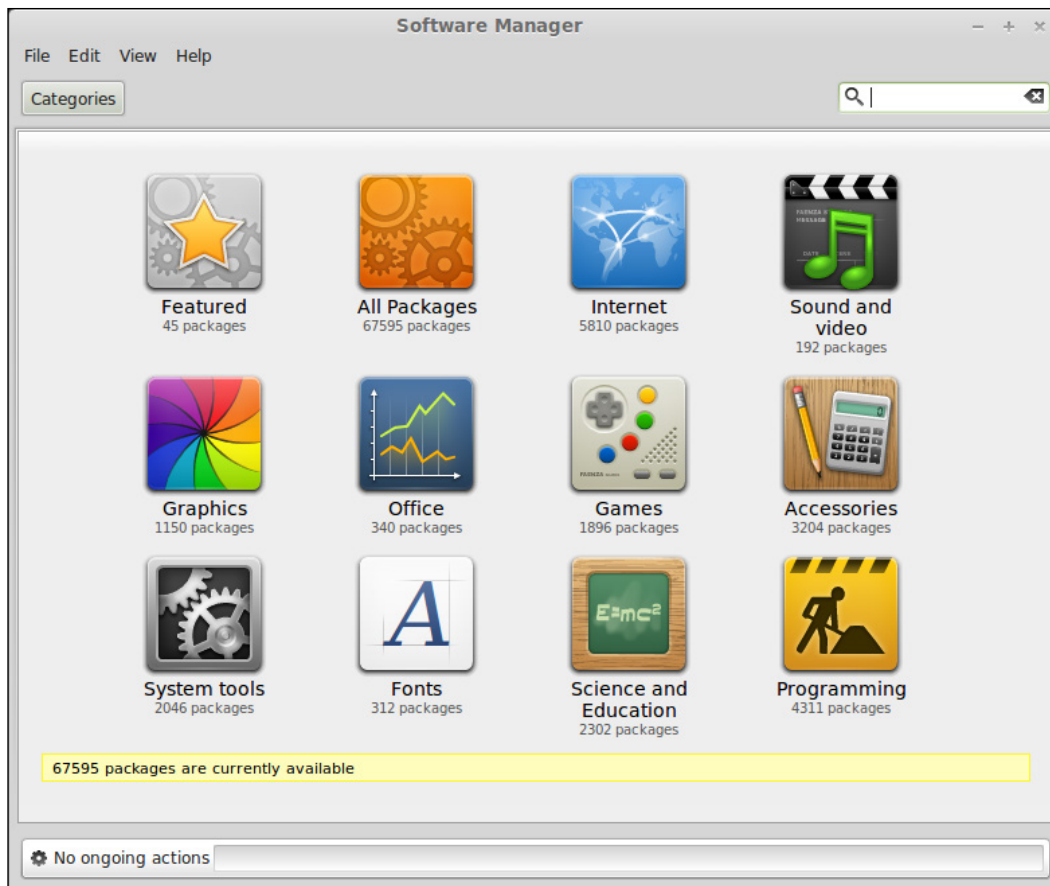 Software Manager
File Edit View Help
Categories
Featured
45 packages
All Packages
67595 packages
Internet
5810 packages
Sound and
video
192 packages
Graphics
1150 packages
Office
340 packages
Games
1896 packages
Accessories
3204 packages
E=mc²
A
System tools
2046 packages
Fonts
312 packages
Science and
Education
2302 packages
Programming
4311 packages
67595 packages are currently available
No ongoing actions